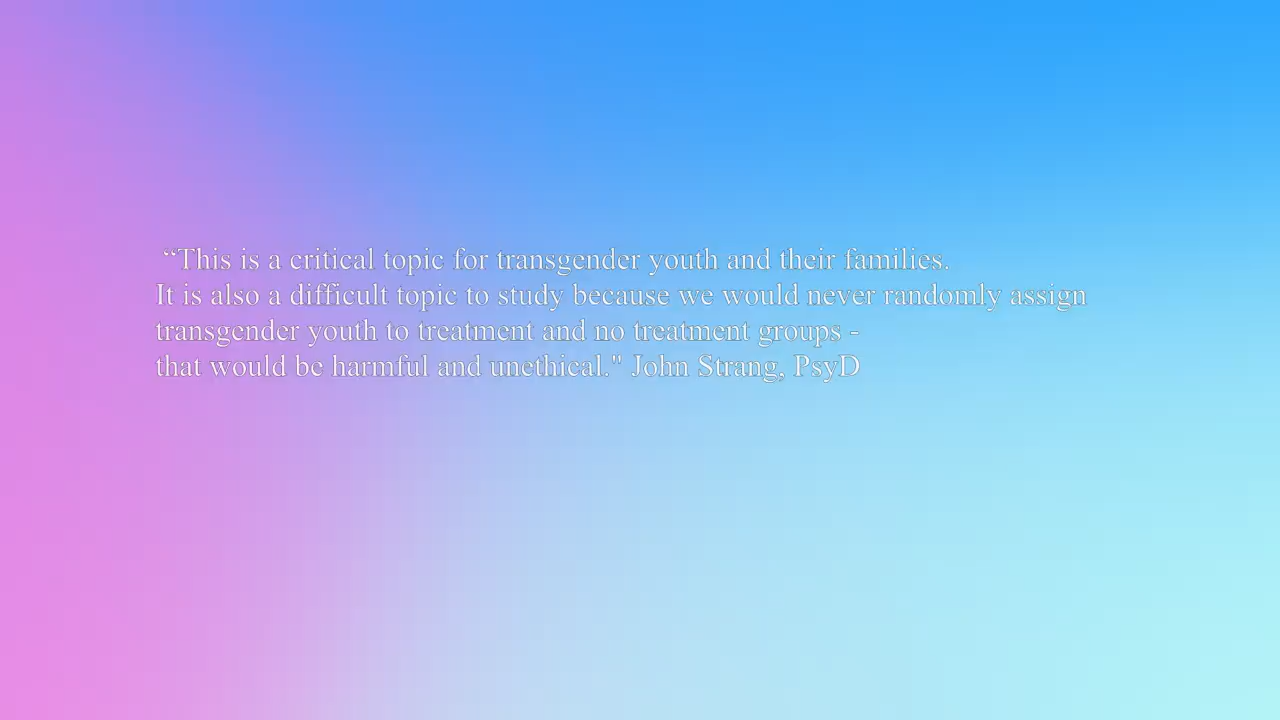 “This is a critical topic for transgender youth and their families.
It is also a difficult topic to study because we would never randomly assign
transgender youth to treatment and no treatment groups -
that would be harmful and unethical." John Strang, PsyD